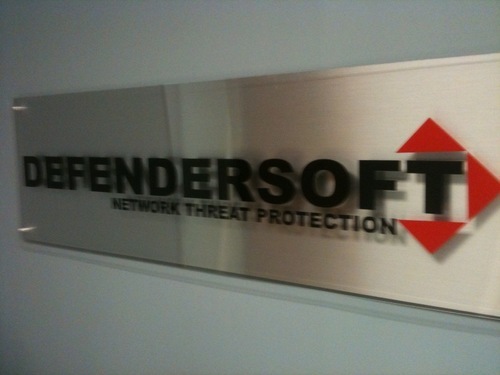 DEFENDERSOFT
NETWORK THREAT PROTECTION